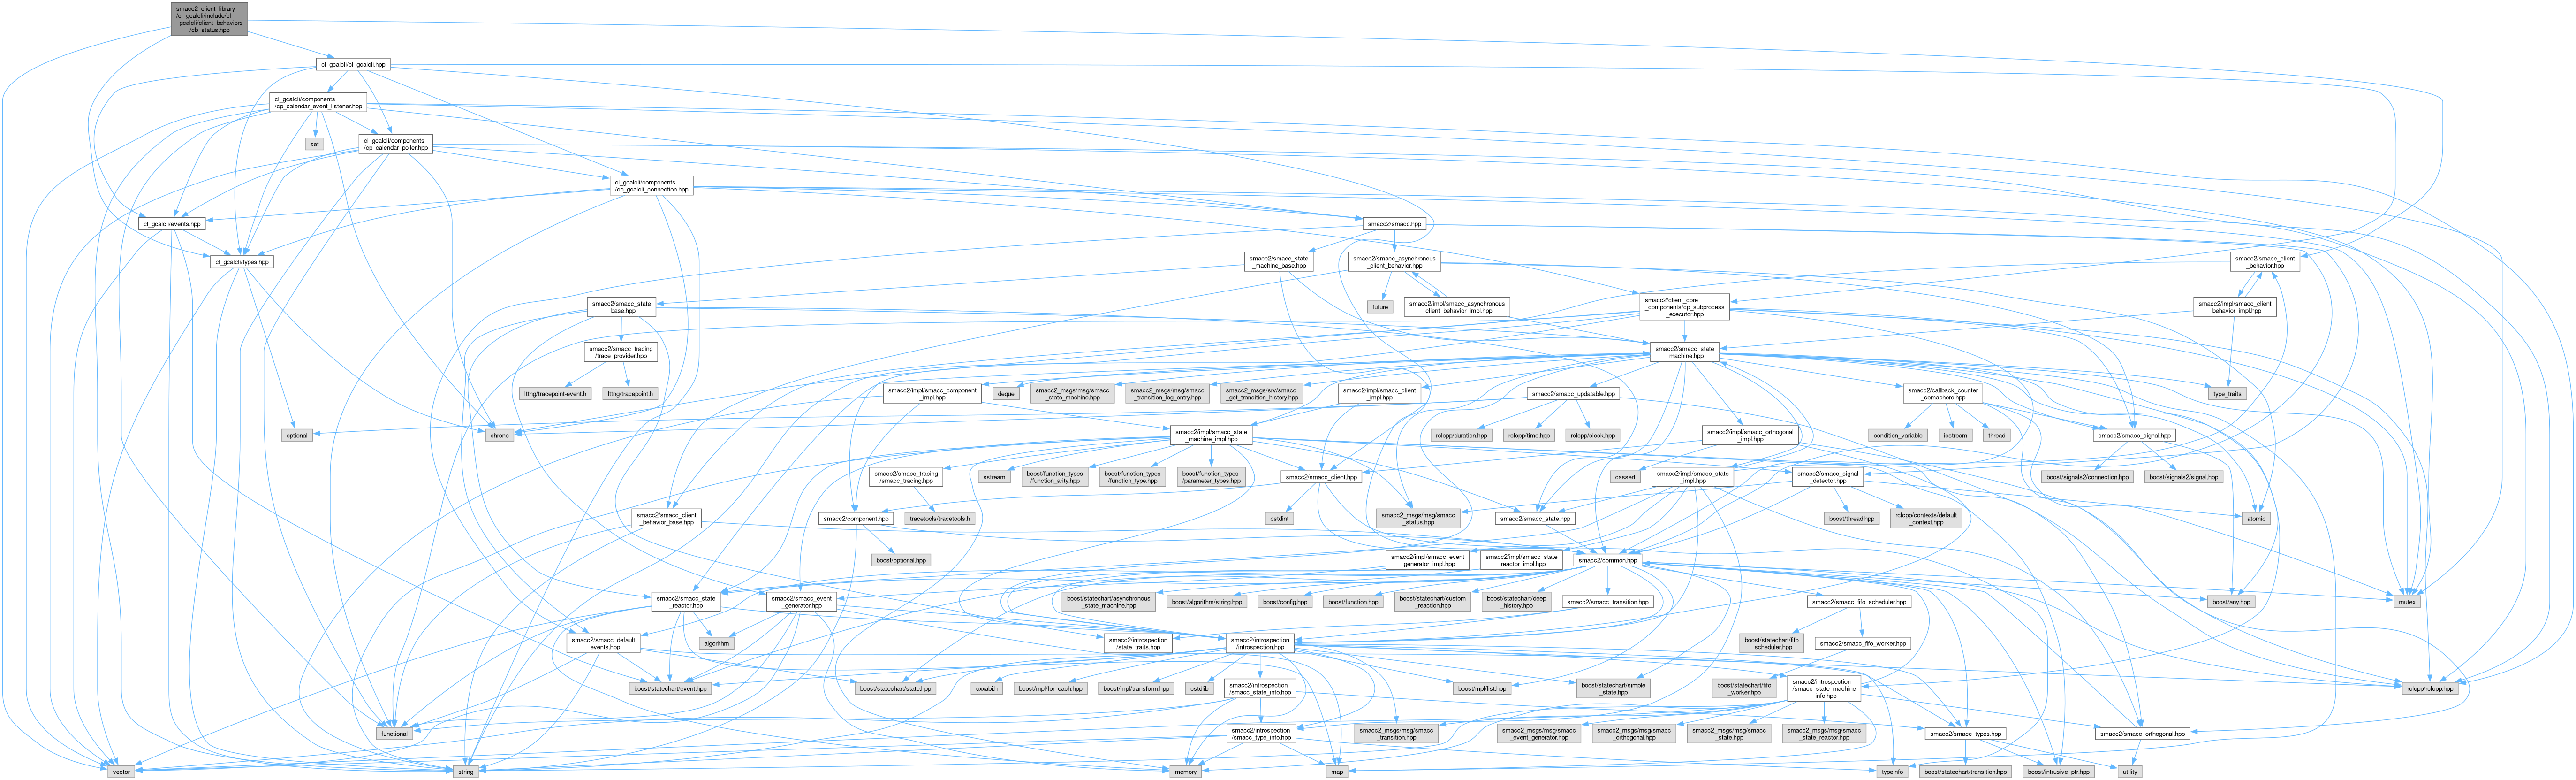 smacc2_client_library
/cl_gcalcli/include/cl
_gcalcli/client_behaviors
/cb_status.hpp
cl_gcalcli/cl_gcalcli.hpp
cl_gcalcli/components
/cp_calendar_event_listener.hpp
set
cl_gcalcli/components
/cp_calendar_poller.hpp
cl_gcalcli/components
/cp_gcalcli_connection.hpp
cl_gcalcli/events.hpp
smacc2/smacc.hpp
cl_gcalcli/types.hpp
smacc2/smacc_state
_machine_base.hpp
smacc2/smacc_asynchronous
_client_behavior.hpp
smacc2/smacc_client
_behavior.hpp
smacc2/smacc_state
_base.hpp
future
smacc2/impl/smacc_asynchronous
_client_behavior_impl.hpp
smacc2/client_core
_components/cp_subprocess
_executor.hpp
smacc2/impl/smacc_client
_behavior_impl.hpp
smacc2/smacc_tracing
/trace_provider.hpp
smacc2/smacc_state
_machine.hpp
lttng/tracepoint-event.h
lttng/tracepoint.h
smacc2/impl/smacc_component
_impl.hpp
deque
smacc2_msgs/msg/smacc
_state_machine.hpp
smacc2_msgs/msg/smacc
_transition_log_entry.hpp
smacc2_msgs/srv/smacc
_get_transition_history.hpp
smacc2/impl/smacc_client
_impl.hpp
smacc2/smacc_updatable.hpp
smacc2/callback_counter
_semaphore.hpp
type_traits
optional
chrono
smacc2/impl/smacc_state
_machine_impl.hpp
rclcpp/duration.hpp
rclcpp/time.hpp
rclcpp/clock.hpp
smacc2/impl/smacc_orthogonal
_impl.hpp
condition_variable
iostream
thread
smacc2/smacc_signal.hpp
smacc2/smacc_tracing
/smacc_tracing.hpp
sstream
boost/function_types
/function_arity.hpp
boost/function_types
/function_type.hpp
boost/function_types
/parameter_types.hpp
smacc2/smacc_client.hpp
cassert
smacc2/impl/smacc_state
_impl.hpp
smacc2/smacc_signal
_detector.hpp
boost/signals2/connection.hpp
boost/signals2/signal.hpp
smacc2/smacc_client
_behavior_base.hpp
smacc2/component.hpp
tracetools/tracetools.h
cstdint
smacc2_msgs/msg/smacc
_status.hpp
smacc2/smacc_state.hpp
boost/thread.hpp
rclcpp/contexts/default
_context.hpp
atomic
boost/optional.hpp
smacc2/impl/smacc_event
_generator_impl.hpp
smacc2/impl/smacc_state
_reactor_impl.hpp
smacc2/common.hpp
smacc2/smacc_state
_reactor.hpp
smacc2/smacc_event
_generator.hpp
boost/statechart/asynchronous
_state_machine.hpp
boost/algorithm/string.hpp
boost/config.hpp
boost/function.hpp
boost/statechart/custom
_reaction.hpp
boost/statechart/deep
_history.hpp
smacc2/smacc_transition.hpp
smacc2/smacc_fifo_scheduler.hpp
boost/any.hpp
mutex
smacc2/smacc_default
_events.hpp
algorithm
smacc2/introspection
/state_traits.hpp
smacc2/introspection
/introspection.hpp
boost/statechart/fifo
_scheduler.hpp
smacc2/smacc_fifo_worker.hpp
boost/statechart/event.hpp
boost/statechart/state.hpp
cxxabi.h
boost/mpl/for_each.hpp
boost/mpl/transform.hpp
cstdlib
smacc2/introspection
/smacc_state_info.hpp
boost/mpl/list.hpp
boost/statechart/simple
_state.hpp
boost/statechart/fifo
_worker.hpp
smacc2/introspection
/smacc_state_machine
_info.hpp
rclcpp/rclcpp.hpp
functional
smacc2/introspection
/smacc_type_info.hpp
smacc2_msgs/msg/smacc
_transition.hpp
smacc2_msgs/msg/smacc
_event_generator.hpp
smacc2_msgs/msg/smacc
_orthogonal.hpp
smacc2_msgs/msg/smacc
_state.hpp
smacc2_msgs/msg/smacc
_state_reactor.hpp
smacc2/smacc_types.hpp
smacc2/smacc_orthogonal.hpp
vector
string
memory
map
typeinfo
boost/statechart/transition.hpp
boost/intrusive_ptr.hpp
utility